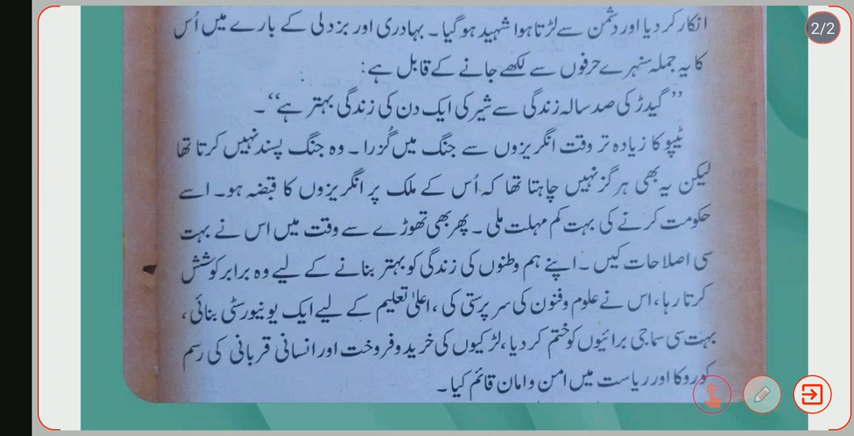 2/2
انکار کر دیا اور دشمن سے لڑتا ہوا شہید ہو گیا ۔ بہادری اور بزدلی کے بارے میں اُس
کا یہ جملہ سنہرے حرفوں سے لکھے جانے کے قابل ہے :
”گیدڑ کی صد سالہ زندگی سے شیر کی ایک دن کی زندگی بہتر ہے“ ۔
ٹیپو کا زیادہ تر وقت انگریزوں سے جنگ میں گزرا ۔ وہ جنگ پسند نہیں کرتا تھا
لیکن یہ بھی ہرگز نہیں چاہتا تھا کہ اُس کے ملک پر انگریزوں کا قبضہ ہو۔ اسے
حکومت کرنے کی بہت کم مہلت ملی ۔ پھر بھی تھوڑے سے وقت میں اس نے بہت
سی اصلاحات کیں ۔ اپنے ہم وطنوں کی زندگی کو بہتر بنانے کے لیے وہ برابر کوشش
کرتا رہا، اس نے علوم وفنون کی سرپرستی کی ، اعلیٰ تعلیم کے لیے ایک یونیورسٹی بنائی ،
بہت سی سماجی برائیوں کو ختم کر دیا ، لڑکیوں کی خرید و فروخت اور انسانی قربانی کی رسم
کو روکا اور ریاست میں امن و امان قائم کیا ۔